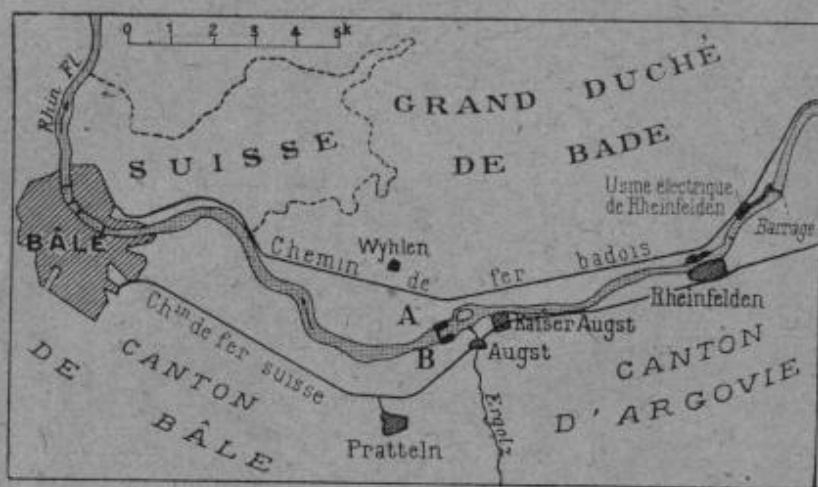 0 1 2 3 4 5k
Rhin Fl.
SUISSE
GRAND DUCHÉ
DE BADE
Usine électrique
de Rheinfelden
Barrage
BÂLE
Wyhlen
Chemin de fer badois
Rheinfelden
A
Kaiser Augst
B
Augst
Chin de fer suisse
CANTON
D'ARGOVIE
CANTON
DE BÂLE
Ergolz
Pratteln